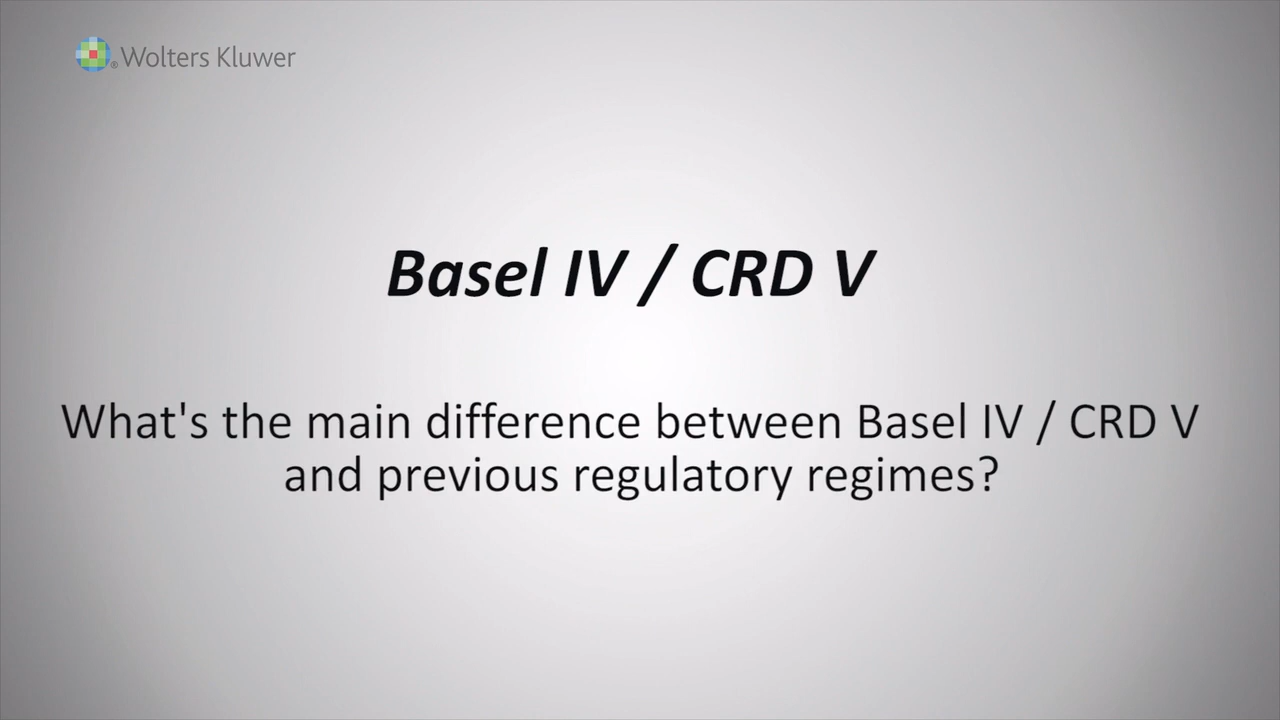 ® Wolters Kluwer
Basel IV / CRD V
What's the main difference between Basel IV / CRD V
and previous regulatory regimes?